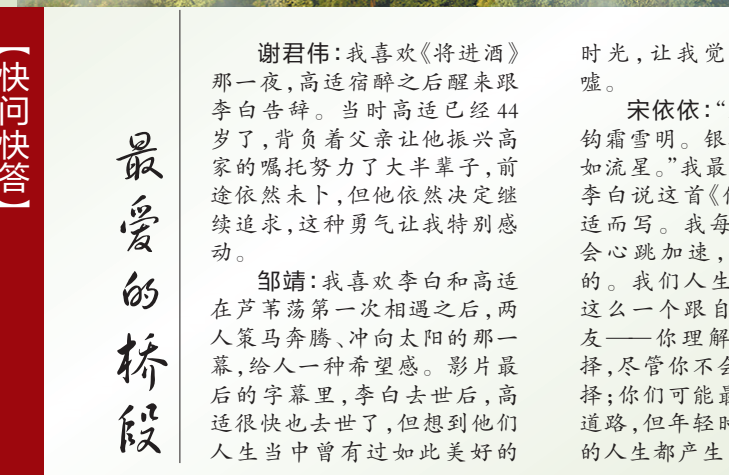 【快问快答】
最爱的桥段
谢君伟：我喜欢《将进酒》
那一夜，高适宿醉之后醒来跟
李白告辞。当时高适已经44
岁了，背负着父亲让他振兴高
家的嘱托努力了大半辈子，前
途依然未卜，但他依然决定继
续追求，这种勇气让我特别感
动。
邹靖：我喜欢李白和高适
在芦苇荡第一次相遇之后，两
人策马奔腾、冲向太阳的那一
幕，给人一种希望感。影片最
后的字幕里，李白去世后，高
适很快也去世了，但想到他们
人生当中曾有过如此美好的
时光，让我觉
嘘。
宋依依：“
钩霜雪明。银
如流星。”我最
李白说这首《
适而写。我每
会心跳加速，
的。我们人生
这么一个跟自
友——你理解
择，尽管你不会
择；你们可能最
道路，但年轻时
的人生都产生